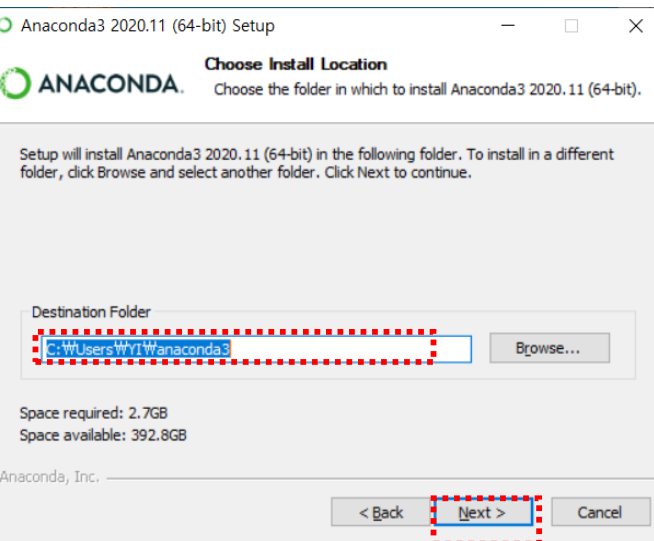 Anaconda3 2020.11 (64-bit) Setup
ANACONDA.
Choose Install Location
Choose the folder in which to install Anaconda3 2020.11 (64-bit).
Setup will install Anaconda3 2020.11 (64-bit) in the following folder. To install in a different
folder, click Browse and select another folder. Click Next to continue.
Destination Folder
C:₩Users₩YI₩anaconda3
Browse...
Space required: 2.7GB
Space available: 392.8GB
Anaconda, Inc.
< Back
Next >
Cancel